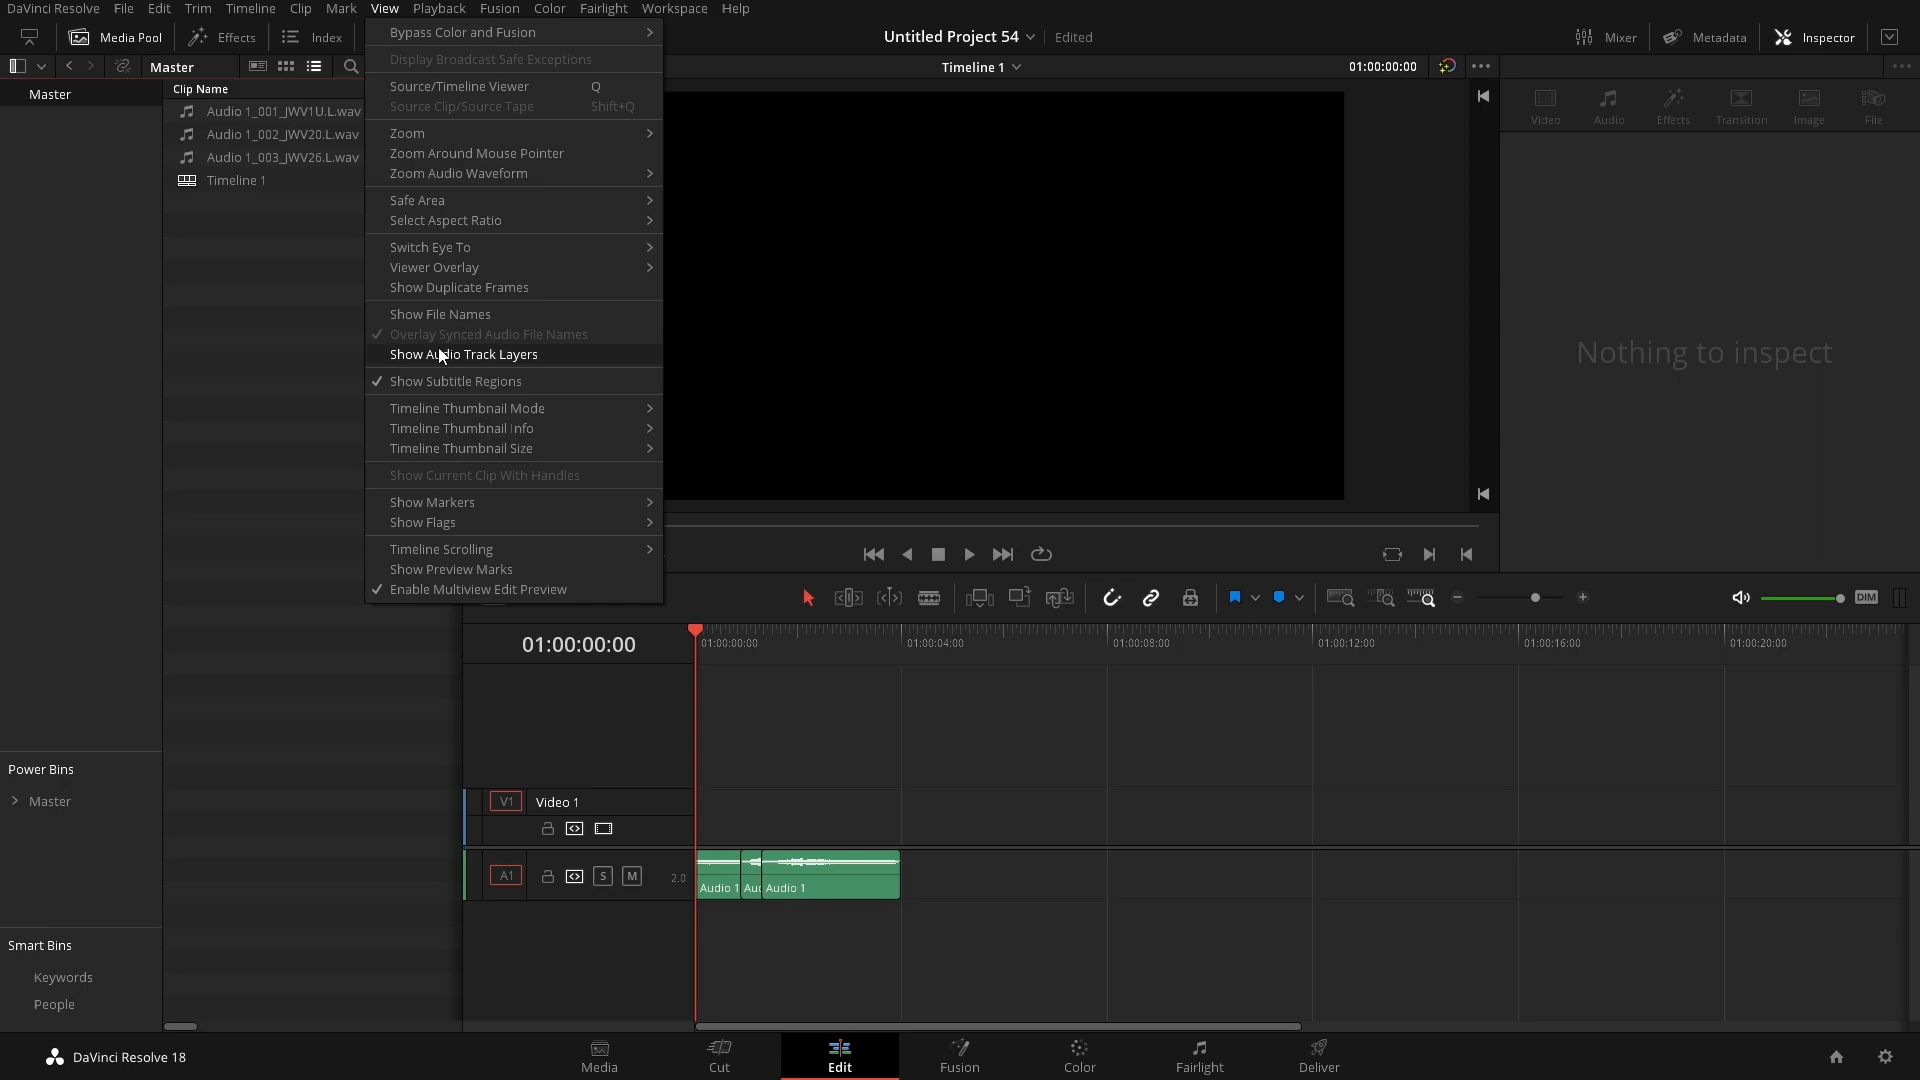 DaVinci Resolve File Edit Trim Timeline Clip Mark View Playback Fusion Color Fairlight Workspace Help
Media Pool Effects Index
Untitled Project 54 Edited
Mixer Metadata Inspector
Master
Timeline 1
01:00:00:00
Master
Clip Name
Audio 1_001_JWV1U.L.wav
Audio 1_002_JWV20.L.wav
Audio 1_003_JWV26.L.wav
Timeline 1
Bypass Color and Fusion
Display Broadcast Safe Exceptions
Source/Timeline Viewer Q
Source Clip/Source Tape Shift+Q
Zoom
Zoom Around Mouse Pointer
Zoom Audio Waveform
Safe Area
Select Aspect Ratio
Switch Eye To
Viewer Overlay
Show Duplicate Frames
Show File Names
Overlay Synced Audio File Names
Show Audio Track Layers
Show Subtitle Regions
Timeline Thumbnail Mode
Timeline Thumbnail Info
Timeline Thumbnail Size
Show Current Clip With Handles
Show Markers
Show Flags
Timeline Scrolling
Show Preview Marks
Enable Multiview Edit Preview
Video Audio Effects Transition Image File
Nothing to inspect
DIM
01:00:00:00
01:00:00:00 01:00:04:00 01:00:08:00 01:00:12:00 01:00:16:00 01:00:20:00
Power Bins
Master
V1 Video 1
A1 S M 2.0
Audio 1 Aud Audio 1
Smart Bins
Keywords
People
DaVinci Resolve 18
Media Cut Edit Fusion Color Fairlight Deliver